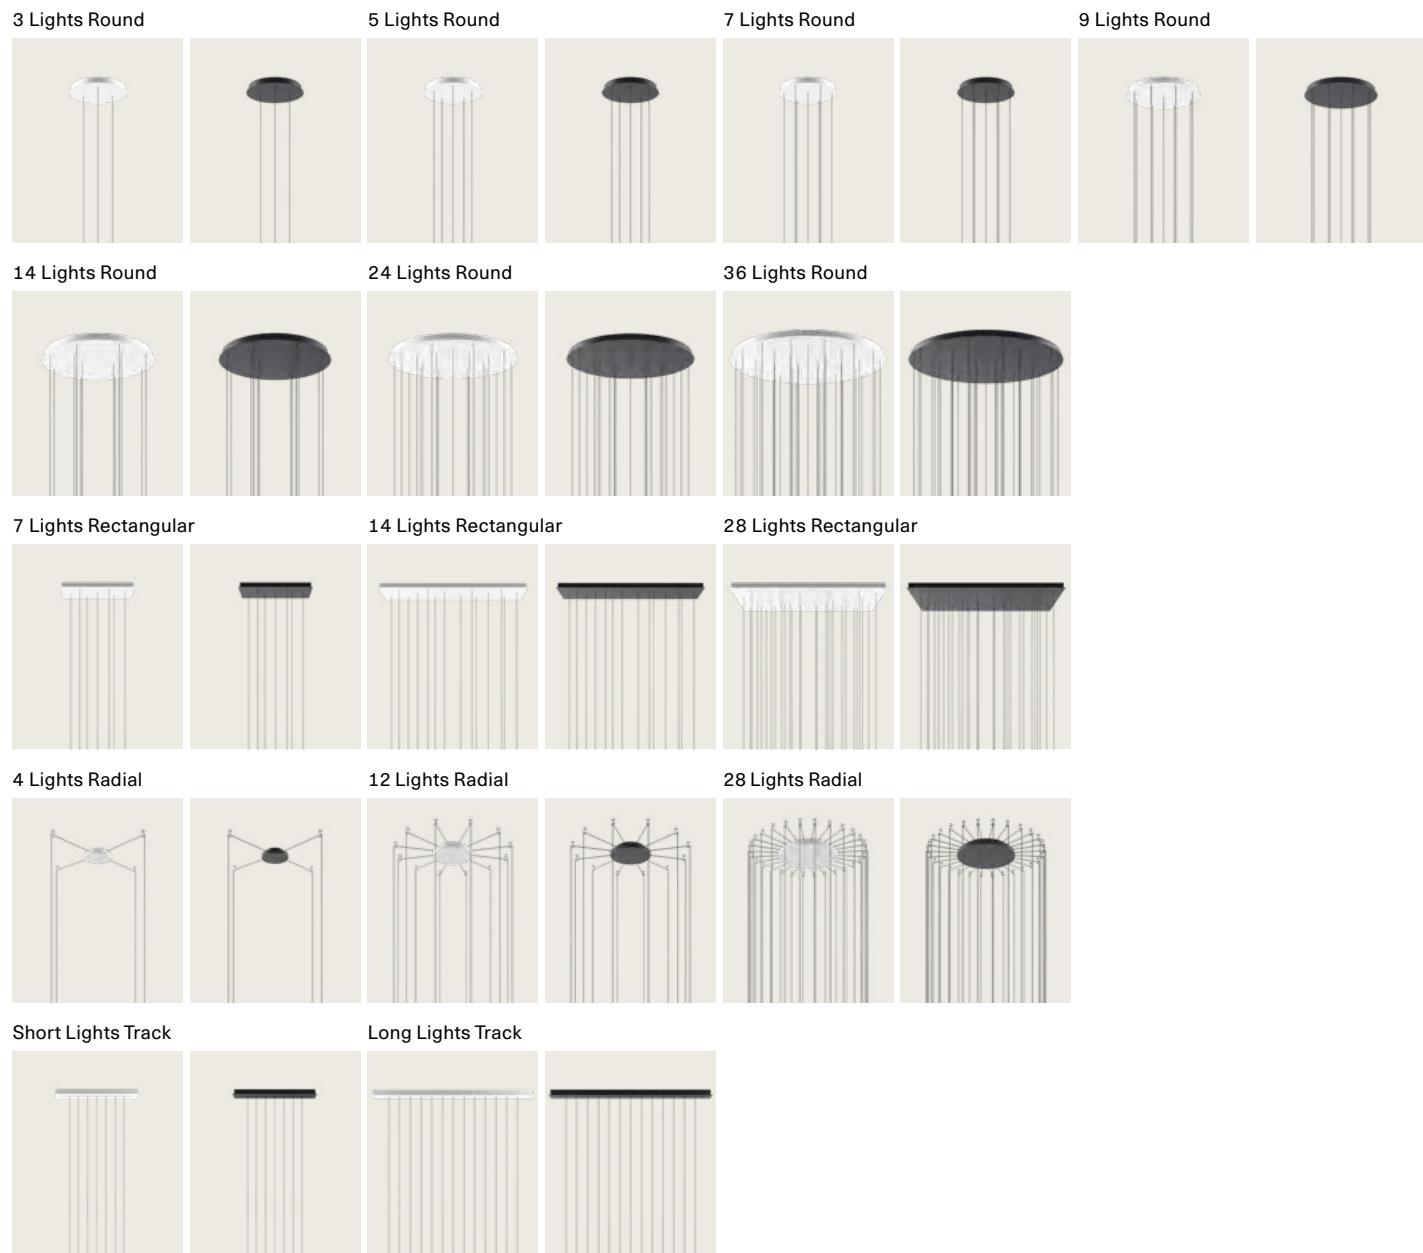 3 Lights Round
5 Lights Round
7 Lights Round
9 Lights Round
14 Lights Round
24 Lights Round
36 Lights Round
7 Lights Rectangular
14 Lights Rectangular
28 Lights Rectangular
4 Lights Radial
12 Lights Radial
28 Lights Radial
Short Lights Track
Long Lights Track